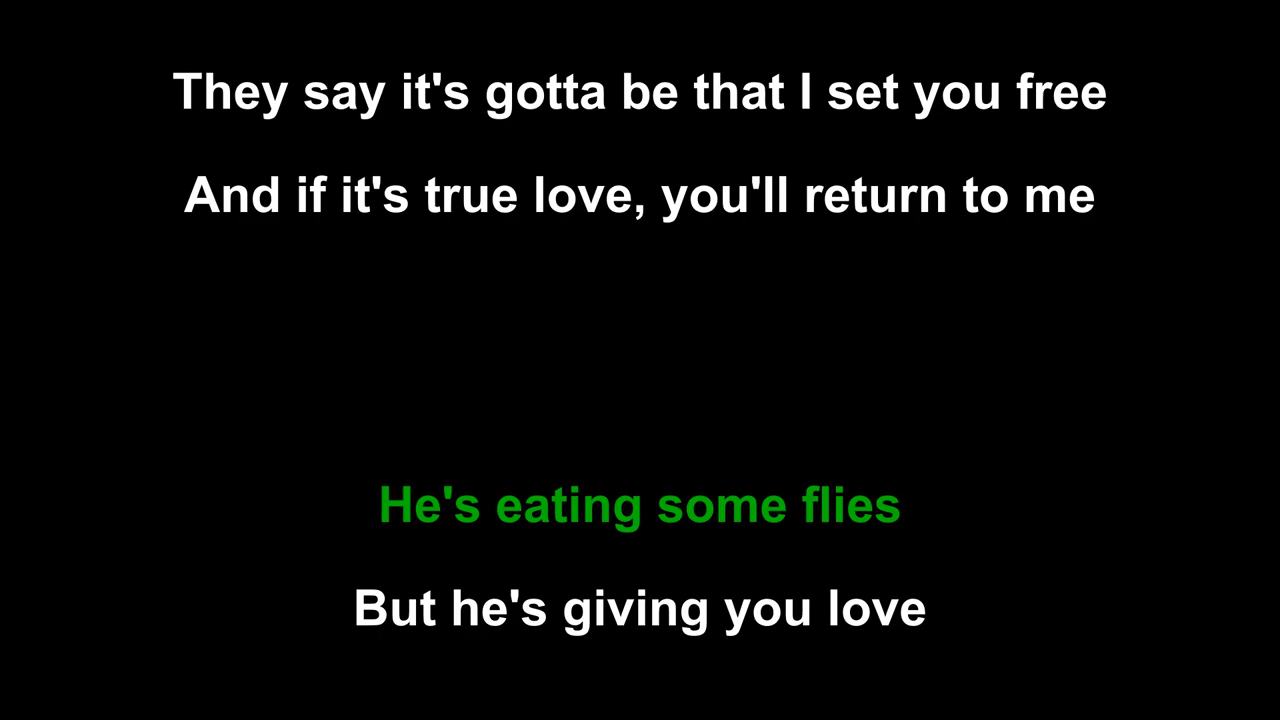 They say it's gotta be that I set you free
And if it's true love, you'll return to me
He's eating some flies
But he's giving you love